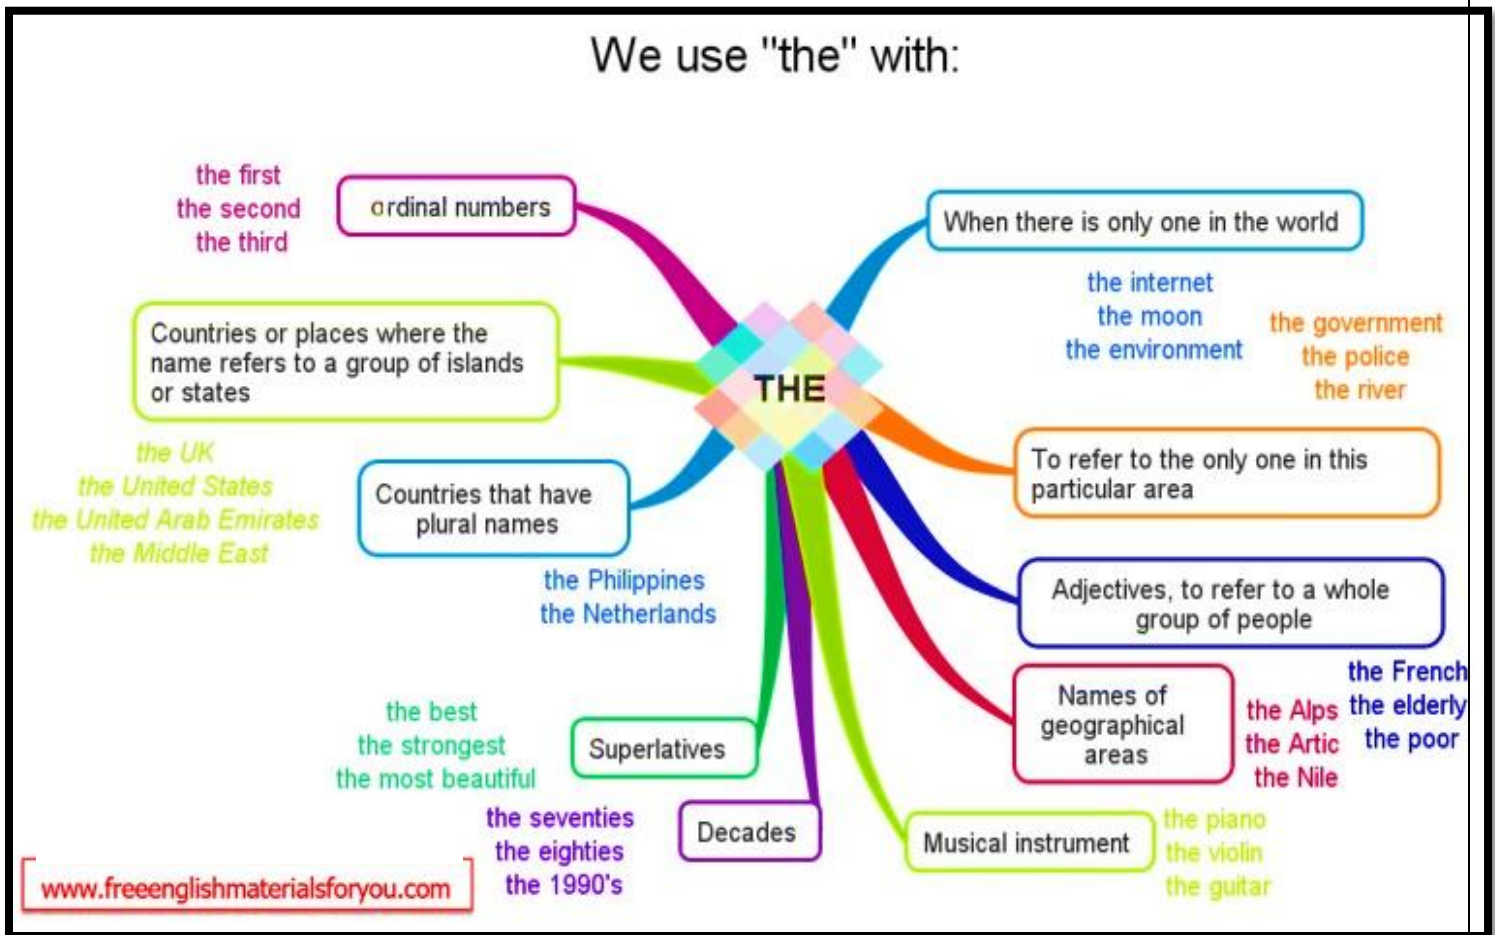 We use "the" with:
the first
the second
the third
ordinal numbers
When there is only one in the world
the internet
the moon
the environment
the government
the police
the river
Countries or places where the
name refers to a group of islands
or states
THE
the UK
the United States
the United Arab Emirates
the Middle East
Countries that have
plural names
the Philippines
the Netherlands
To refer to the only one in this
particular area
Adjectives, to refer to a whole
group of people
the French
the elderly
the poor
Names of
geographical
areas
the Alps
the Artic
the Nile
the best
the strongest
the most beautiful
Superlatives
the seventies
the eighties
the 1990's
Decades
Musical instrument
the piano
the violin
the guitar
www.freeenglishmaterialsforyou.com